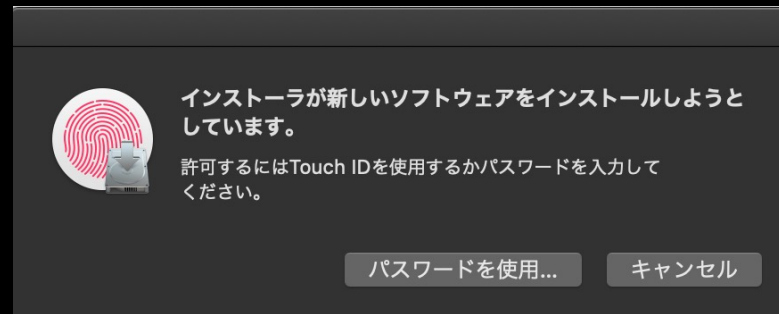 インストーラが新しいソフトウェアをインストールしようと
しています。
許可するにはTouch IDを使用するかパスワードを入力して
ください。
パスワードを使用... キャンセル